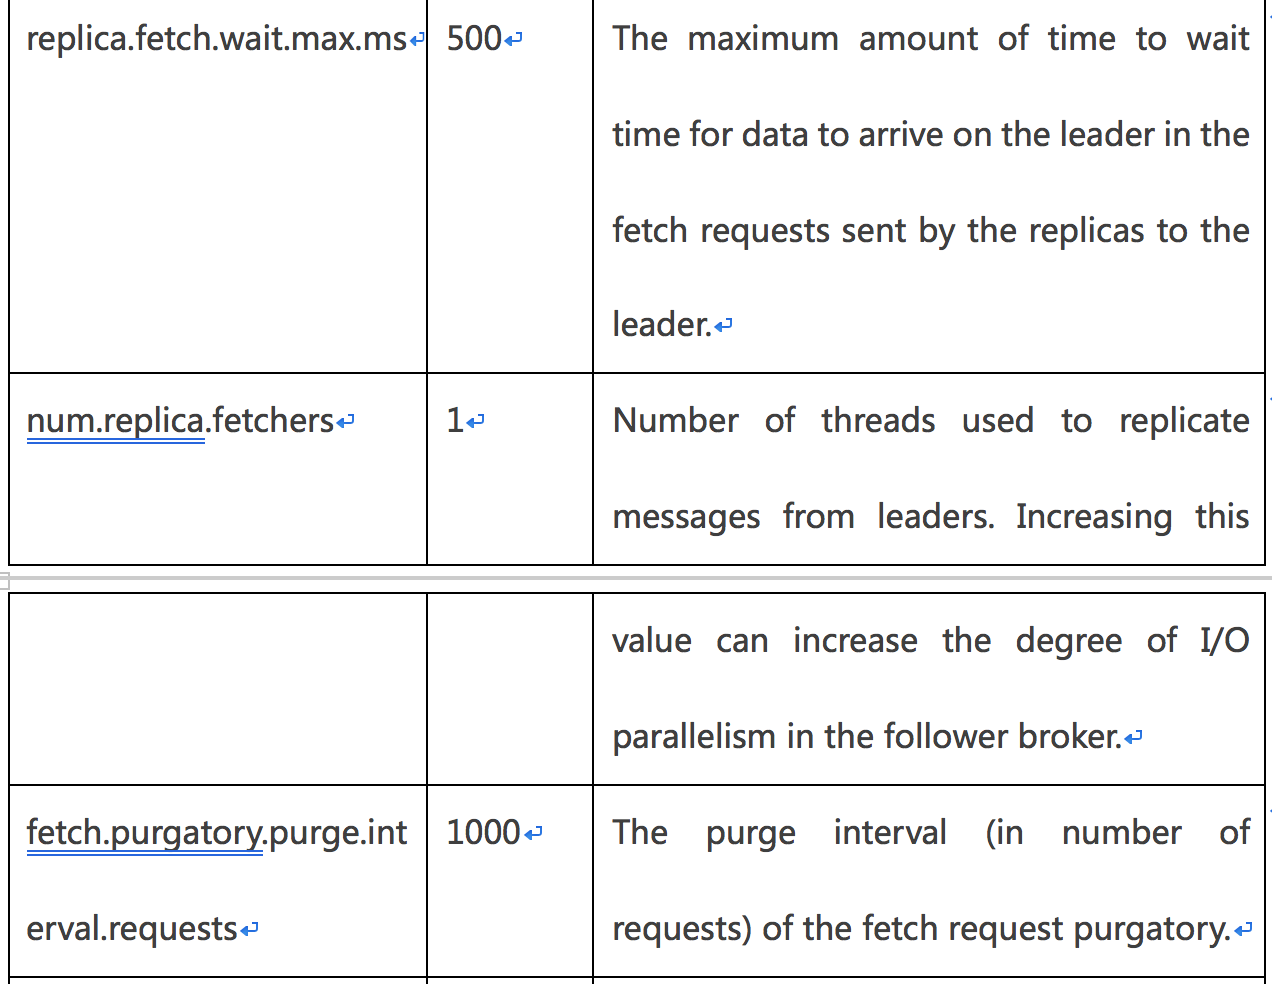 replica.fetch.wait.max.ms
500
The maximum amount of time to wait
time for data to arrive on the leader in the
fetch requests sent by the replicas to the
leader.
num.replica.fetchers
1
Number of threads used to replicate
messages from leaders. Increasing this
value can increase the degree of I/O
parallelism in the follower broker.
fetch.purgatory.purge.int
erval.requests
1000
The purge interval (in number of
requests) of the fetch request purgatory.